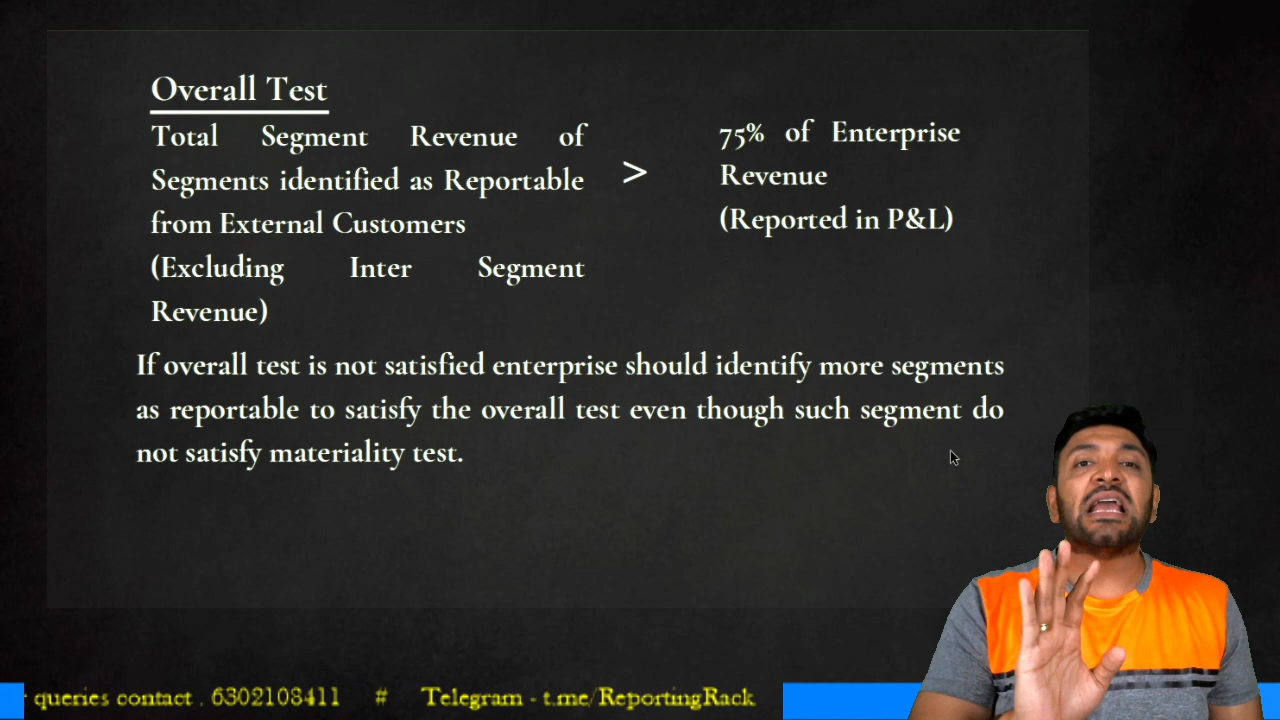 Overall Test
Total Segment Revenue of
Segments identified as Reportable
from External Customers
(Excluding Inter Segment
Revenue)
>
75% of Enterprise
Revenue
(Reported in P&L)
If overall test is not satisfied enterprise should identify more segments
as reportable to satisfy the overall test even though such segment do
not satisfy materiality test.
queries contact . 6302108411 # Telegram - t.me/ReportingRack